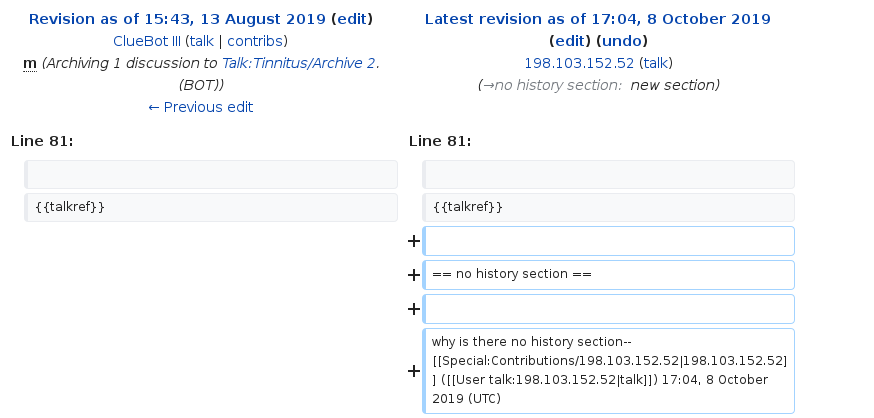 Revision as of 15:43, 13 August 2019 (edit)
ClueBot III (talk | contribs)
m (Archiving 1 discussion to Talk:Tinnitus/Archive 2.
(BOT))
← Previous edit
Latest revision as of 17:04, 8 October 2019
(edit) (undo)
198.103.152.52 (talk)
(→no history section: new section)
Line 81:
Line 81:
{{talkref}}
{{talkref}}
+
+ == no history section ==
+
+ why is there no history section--
[[Special:Contributions/198.103.152.52|198.103.152.52]
] ([[User talk:198.103.152.52|talk]]) 17:04, 8 October
2019 (UTC)